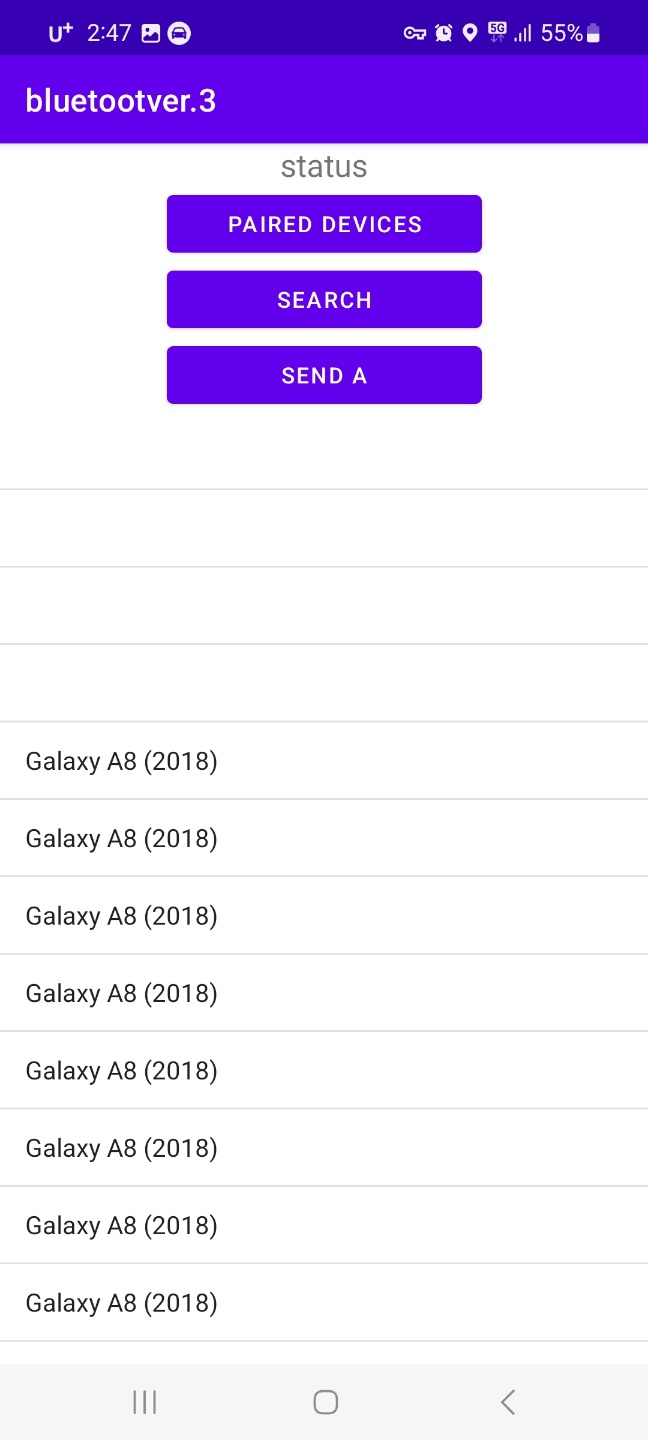 U+ 2:47 5G 55%
bluetootver.3
status
PAIRED DEVICES
SEARCH
SEND A
Galaxy A8 (2018)
Galaxy A8 (2018)
Galaxy A8 (2018)
Galaxy A8 (2018)
Galaxy A8 (2018)
Galaxy A8 (2018)
Galaxy A8 (2018)
Galaxy A8 (2018)